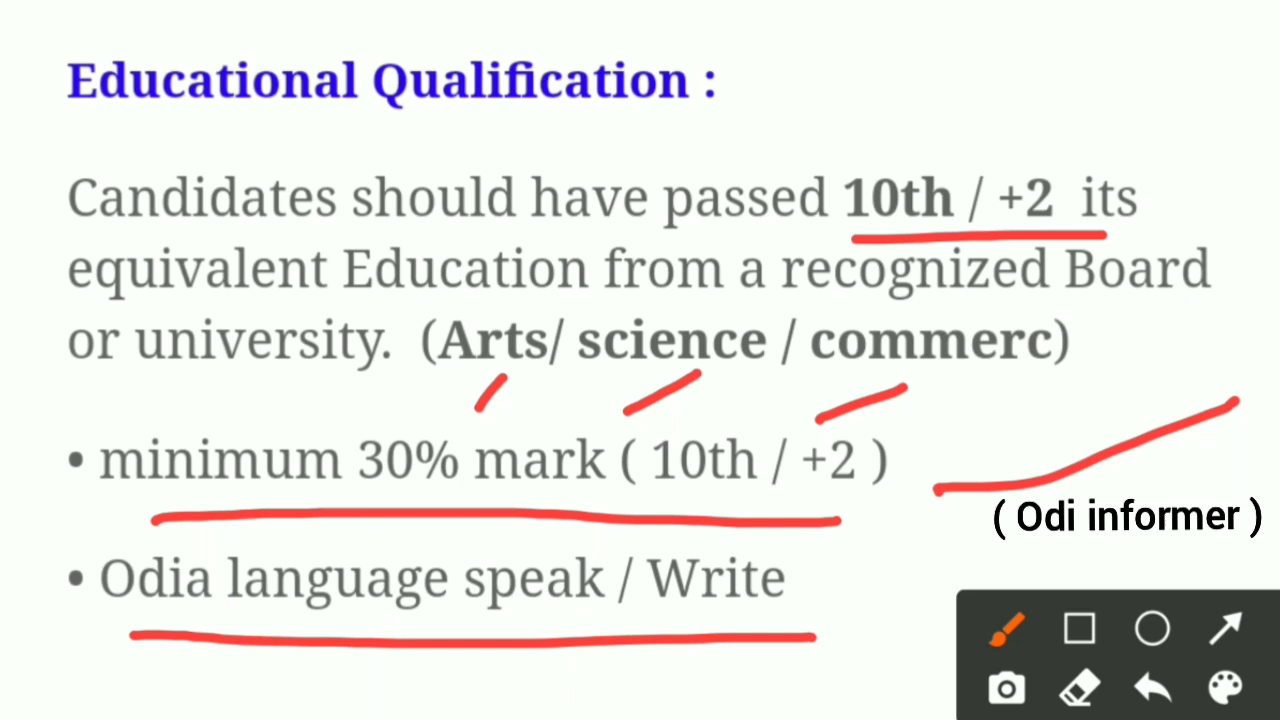 Educational Qualification :
Candidates should have passed 10th / +2 its
equivalent Education from a recognized Board
or university. (Arts/ science / commerc)
• minimum 30% mark ( 10th / +2 )
( Odi informer )
• Odia language speak / Write